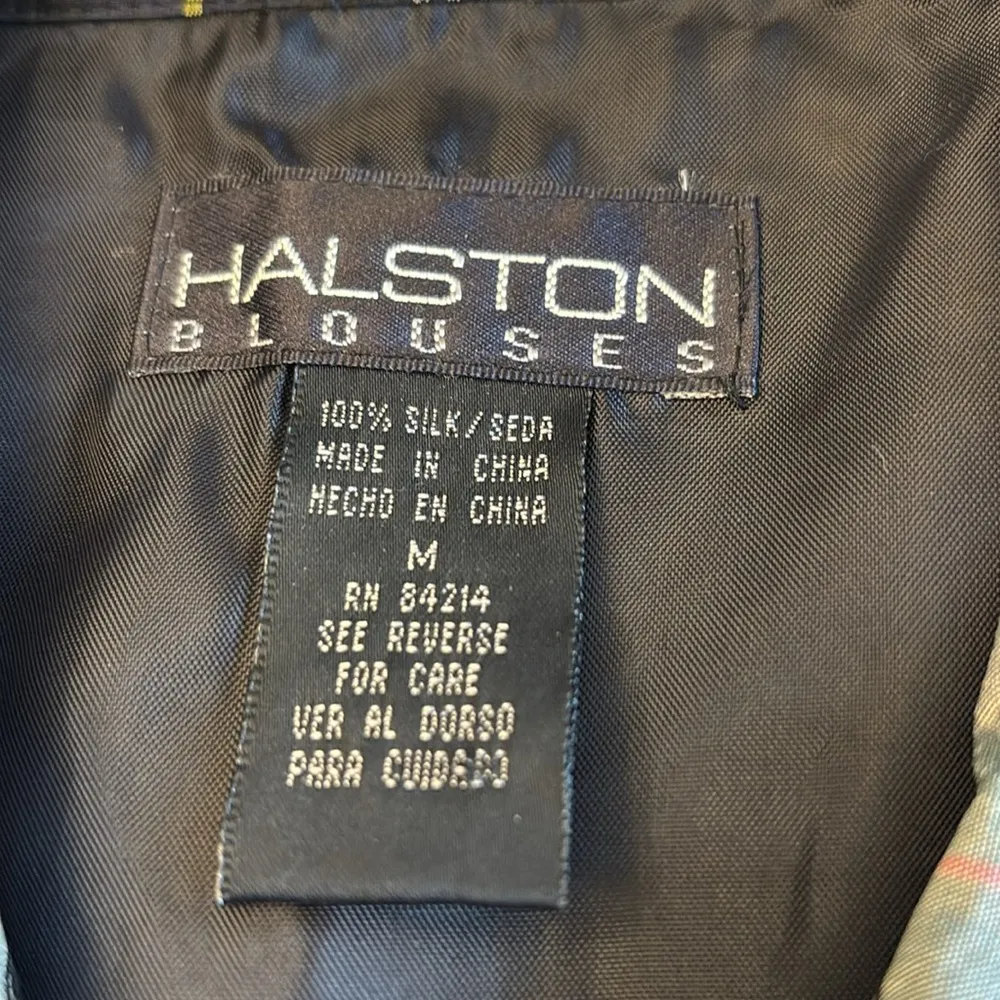 HALSTON
BLOUSES
100% SILK/SEDA
MADE IN CHINA
HECHO EN CHINA
M
RN 84214
SEE REVERSE
FOR CARE
VER AL DORSO
PARA CUIDADO